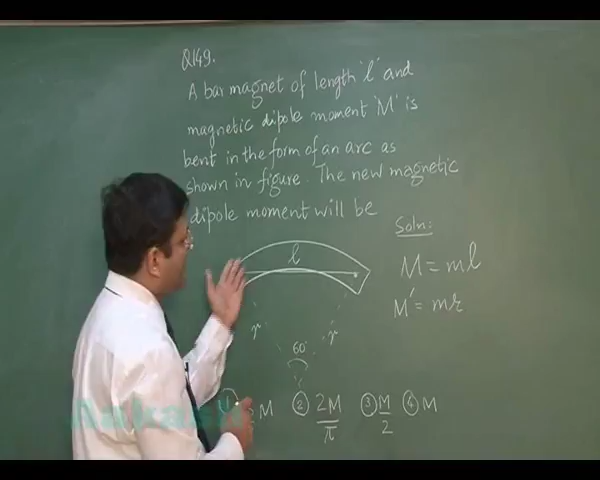 Q149.
A bar magnet of length 'l' and
magnetic dipole moment 'M' is
bent in the form of an arc as
shown in figure. The new magnetic
dipole moment will be
Soln:
l
M = ml
M' = mr
r r
60°
M ② 2M/π ③ M/2 ④ M
Aakash